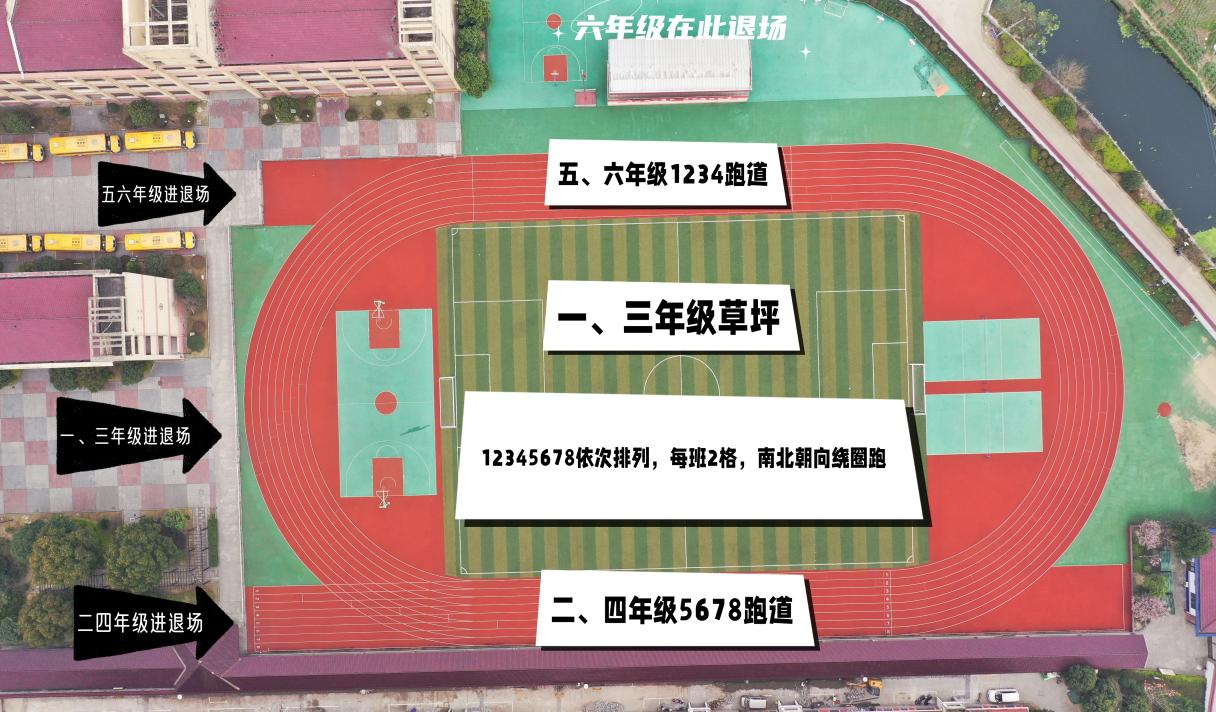 六年级在此退场
五、六年级1234跑道
五六年级进退场
一、三年级草坪
一、三年级进退场
12345678依次排列，每班2格，南北朝向绕圈跑
二、四年级5678跑道
二四年级进退场